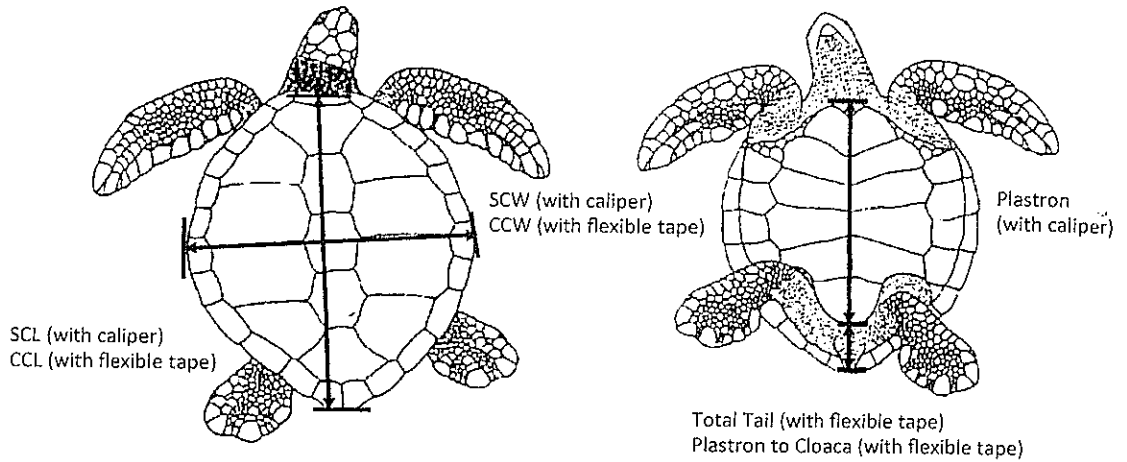 SCW (with caliper)
CCW (with flexible tape)
Plastron
(with caliper)
SCL (with caliper)
CCL (with flexible tape)
Total Tail (with flexible tape)
Plastron to Cloaca (with flexible tape)